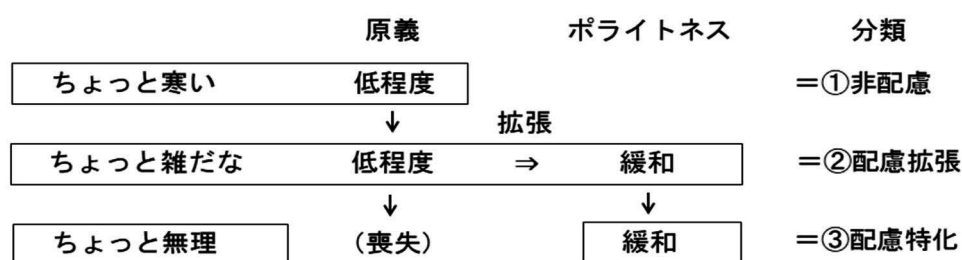 原義 ポライトネス 分類
ちょっと寒い 低程度 =①非配慮
↓ 拡張
ちょっと雑だな 低程度 ⇒ 緩和 =②配慮拡張
↓ ↓
ちょっと無理 (喪失) 緩和 =③配慮特化